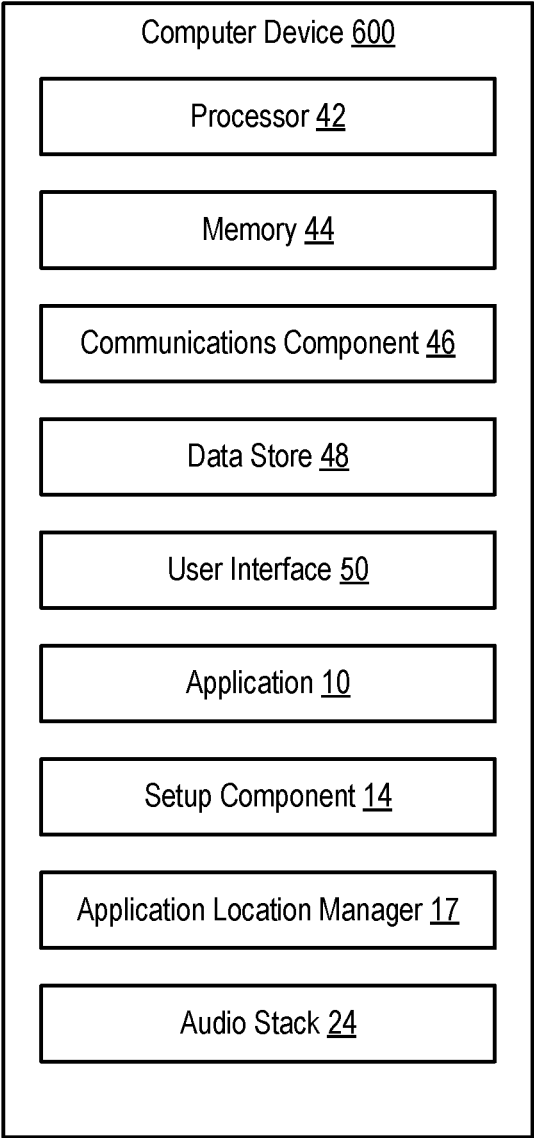 Computer Device 600
Processor 42
Memory 44
Communications Component 46
Data Store 48
User Interface 50
Application 10
Setup Component 14
Application Location Manager 17
Audio Stack 24